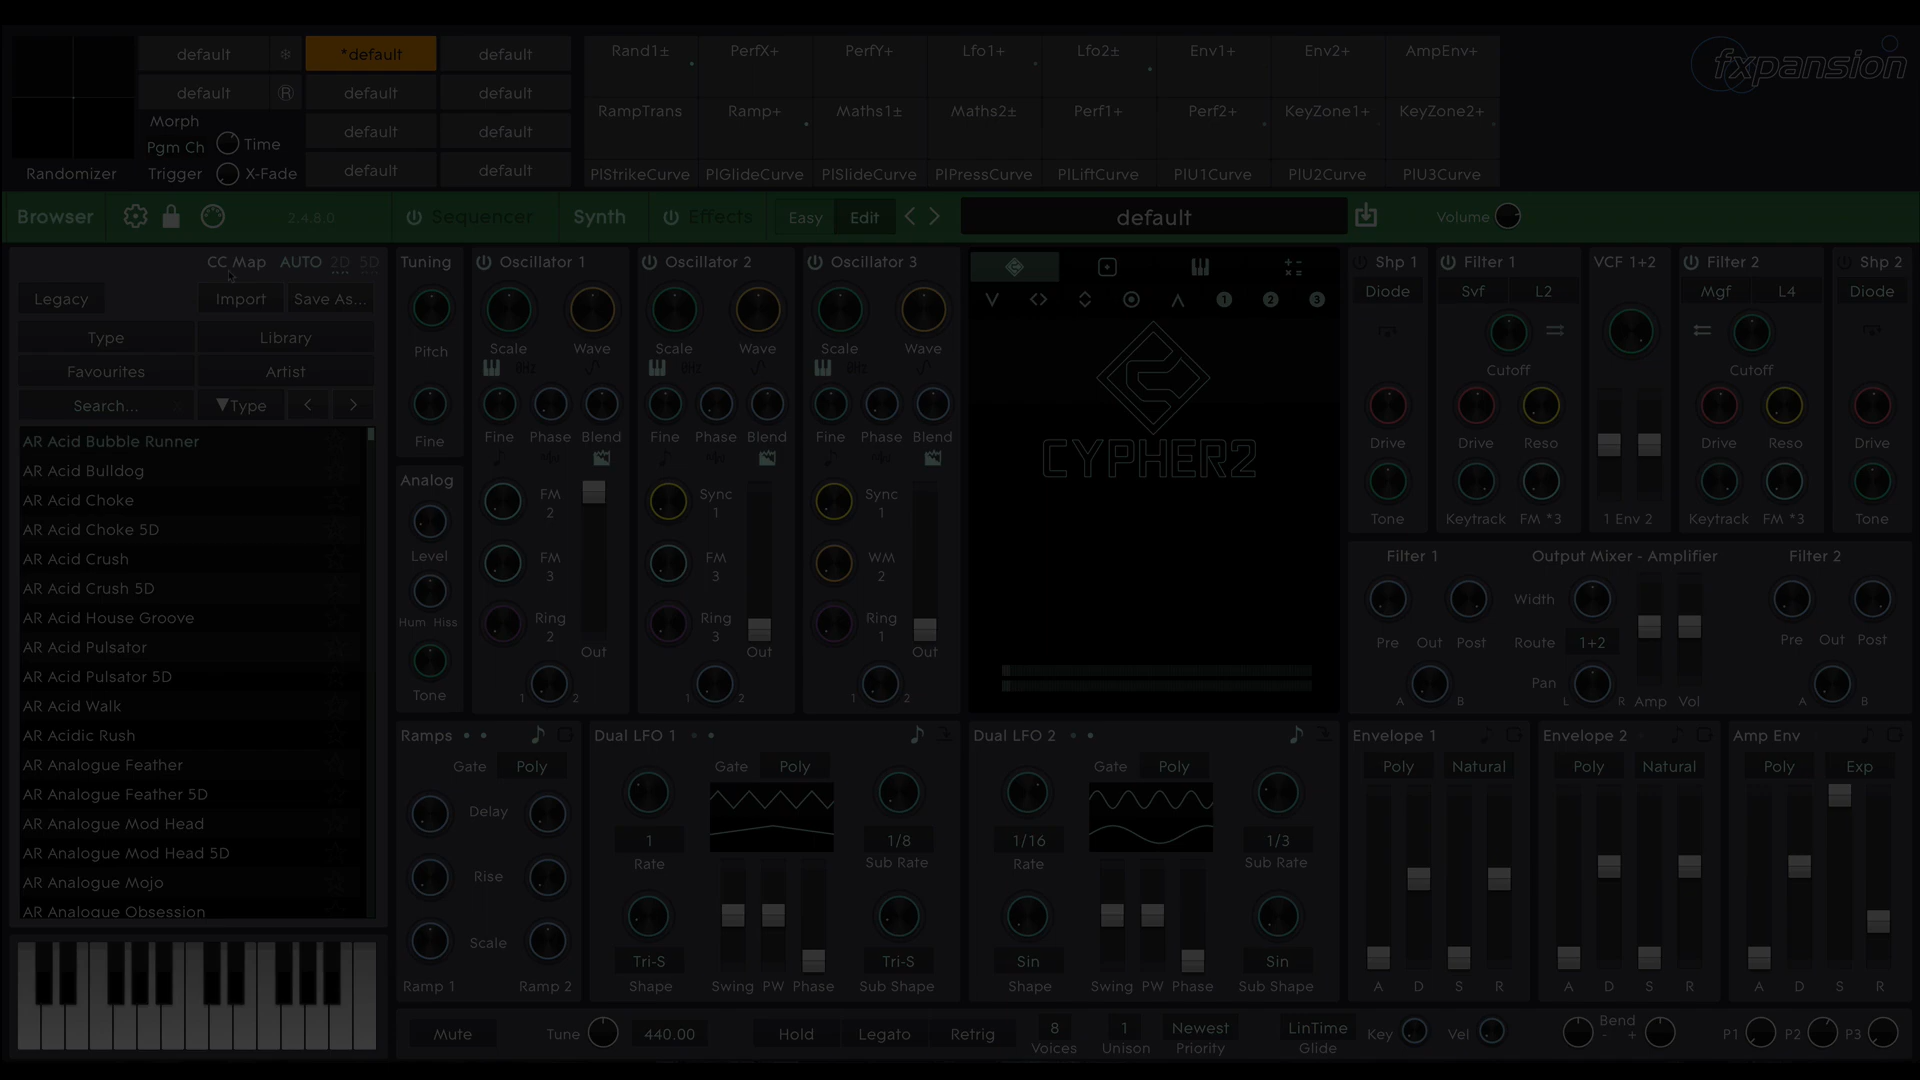 default *default default
default Ⓡ default default
Morph
Pgm Ch Time default default
Randomizer Trigger X-Fade default default
Rand1± PerfX+ PerfY+ Lfo1+ Lfo2± Env1+ Env2+ AmpEnv+
RampTrans Ramp+ Maths1± Maths2± Perf1+ Perf2+ KeyZone1+ KeyZone2+
PlStrikeCurve PlGlideCurve PlSlideCurve PlPressCurve PlLiftCurve PlU1Curve PlU2Curve PlU3Curve
fxpansion
Browser 2.4.8.0 Sequencer Synth Effects Easy Edit default Volume
CC Map AUTO 2D 5D
Legacy Import Save As...
Type Library
Favourites Artist
Search... ▼Type < >
AR Acid Bubble Runner
AR Acid Bulldog
AR Acid Choke
AR Acid Choke 5D
AR Acid Crush
AR Acid Crush 5D
AR Acid House Groove
AR Acid Pulsator
AR Acid Pulsator 5D
AR Acid Walk
AR Acidic Rush
AR Analogue Feather
AR Analogue Feather 5D
AR Analogue Mod Head
AR Analogue Mod Head 5D
AR Analogue Mojo
AR Analogue Obsession
Tuning
Pitch
Fine
Analog
Level
Hum Hiss
Tone
Oscillator 1
Scale Wave
0Hz
Fine Phase Blend
FM 2
FM 3
Ring 2
Out
1 2
Oscillator 2
Scale Wave
0Hz
Fine Phase Blend
Sync 1
FM 3
Ring 3
Out
1 2
Oscillator 3
Scale Wave
0Hz
Fine Phase Blend
Sync 1
WM 2
Ring 1
Out
1 2
1 2 3
CYPHER2
Shp 1
Diode
Drive
Tone
Filter 1
Svf L2
Cutoff
Drive Reso
Keytrack FM *3
VCF 1+2
1 Env 2
Filter 2
Mgf L4
Cutoff
Drive Reso
Keytrack FM *3
Shp 2
Diode
Drive
Tone
Filter 1 Output Mixer - Amplifier Filter 2
Width
Pre Out Post Route 1+2 Pre Out Post
Pan
A B L R Amp Vol A B
Ramps
Gate Poly
Delay
Rise
Scale
Ramp 1 Ramp 2
Dual LFO 1
Gate Poly
1 1/8
Rate Sub Rate
Tri-S Tri-S
Shape Swing PW Phase Sub Shape
Dual LFO 2
Gate Poly
1/16 1/3
Rate Sub Rate
Sin Sin
Shape Swing PW Phase Sub Shape
Envelope 1
Poly Natural
A D S R
Envelope 2
Poly Natural
A D S R
Amp Env
Poly Exp
A D S R
Mute Tune 440.00 Hold Legato Retrig
8 Voices
1 Unison
Newest Priority
LinTime Glide
Key Vel Bend - + P1 P2 P3